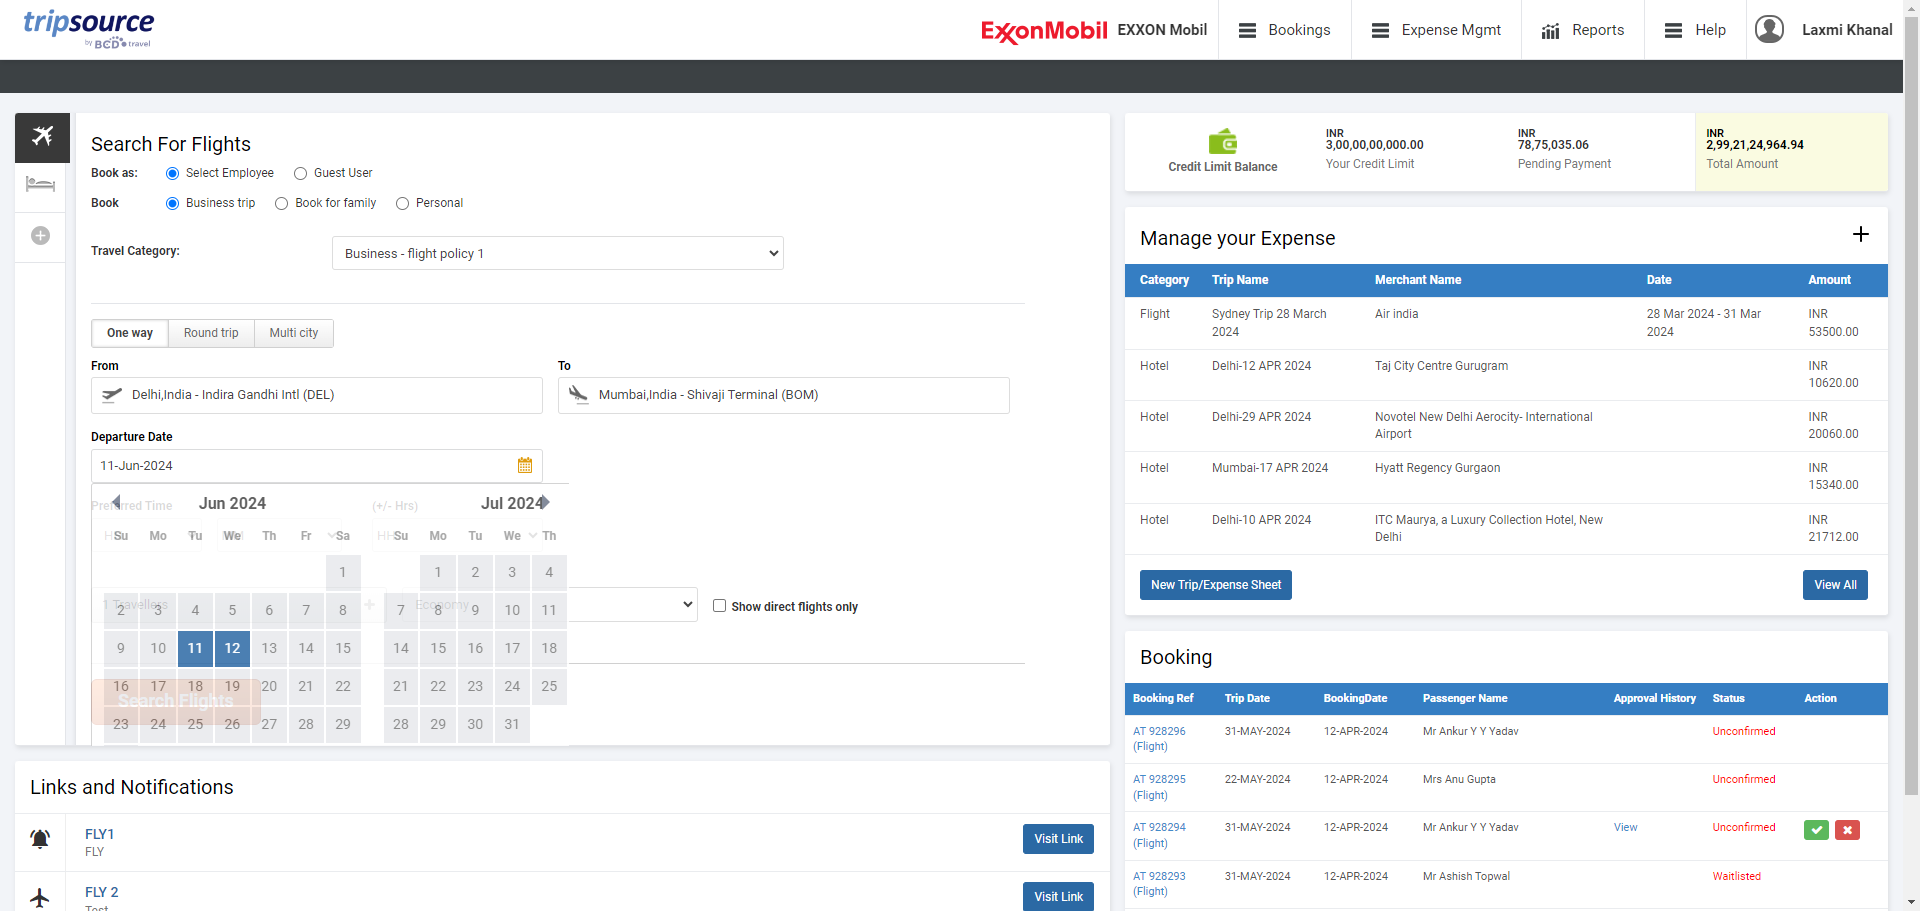 tripsource
by BCD travel
ExxonMobil EXXON Mobil
Bookings
Expense Mgmt
Reports
Help
Laxmi Khanal
Search For Flights
Book as: Select Employee Guest User
Book Business trip Book for family Personal
Travel Category: Business - flight policy 1
One way Round trip Multi city
From To
Delhi,India - Indira Gandhi Intl (DEL) Mumbai,India - Shivaji Terminal (BOM)
Departure Date
11-Jun-2024
Preferred Time (+/- Hrs)
Jun 2024 Jul 2024
Su Mo Tu We Th Fr Sa Su Mo Tu We Th
1 1 2 3 4
1 Travellers + Economy
2 3 4 5 6 7 8 7 8 9 10 11
Show direct flights only
9 10 11 12 13 14 15 14 15 16 17 18
16 17 18 19 20 21 22 21 22 23 24 25
Search Flights
23 24 25 26 27 28 29 28 29 30 31
Links and Notifications
FLY1
FLY
Visit Link
FLY 2
Test
Visit Link
Credit Limit Balance
INR
3,00,00,00,000.00
Your Credit Limit
INR
78,75,035.06
Pending Payment
INR
2,99,21,24,964.94
Total Amount
Manage your Expense
Category Trip Name Merchant Name Date Amount
Flight Sydney Trip 28 March Air india 28 Mar 2024 - 31 Mar INR
2024 2024 53500.00
Hotel Delhi-12 APR 2024 Taj City Centre Gurugram INR
10620.00
Hotel Delhi-29 APR 2024 Novotel New Delhi Aerocity- International INR
Airport 20060.00
Hotel Mumbai-17 APR 2024 Hyatt Regency Gurgaon INR
15340.00
Hotel Delhi-10 APR 2024 ITC Maurya, a Luxury Collection Hotel, New INR
Delhi 21712.00
New Trip/Expense Sheet View All
Booking
Booking Ref Trip Date BookingDate Passenger Name Approval History Status Action
AT 928296 31-MAY-2024 12-APR-2024 Mr Ankur Y Y Yadav Unconfirmed
(Flight)
AT 928295 22-MAY-2024 12-APR-2024 Mrs Anu Gupta Unconfirmed
(Flight)
AT 928294 31-MAY-2024 12-APR-2024 Mr Ankur Y Y Yadav View Unconfirmed
(Flight)
AT 928293 31-MAY-2024 12-APR-2024 Mr Ashish Topwal Waitlisted
(Flight)